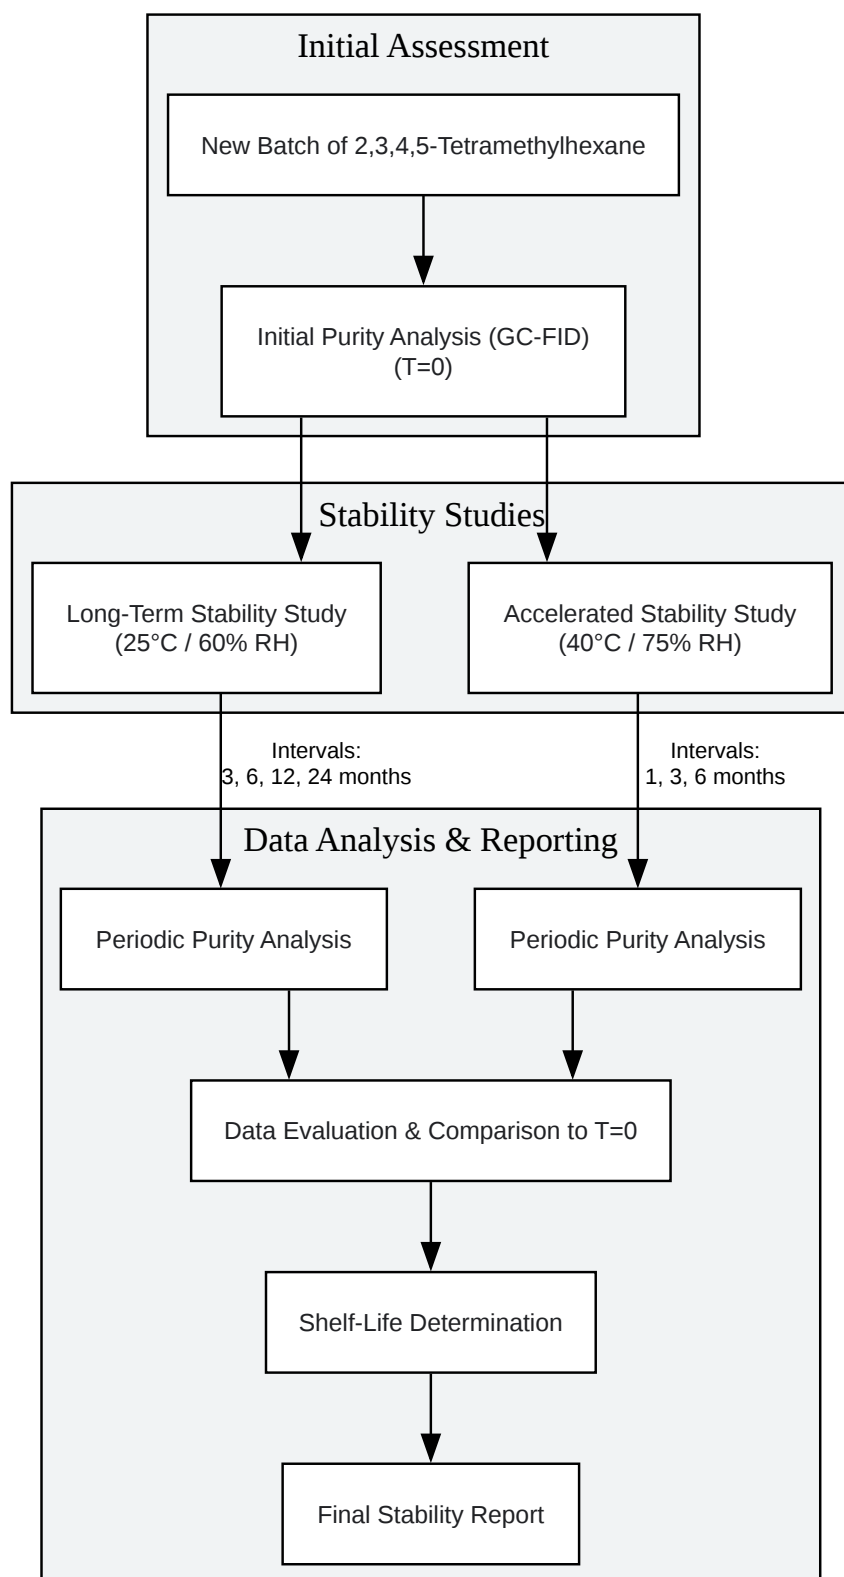 Initial Assessment
New Batch of 2,3,4,5-Tetramethylhexane
Initial Purity Analysis (GC-FID)
(T=0)
Stability Studies
Long-Term Stability Study
(25°C / 60% RH)
Accelerated Stability Study
(40°C / 75% RH)
Intervals:
3, 6, 12, 24 months
Intervals:
1, 3, 6 months
Data Analysis & Reporting
Periodic Purity Analysis
Periodic Purity Analysis
Data Evaluation & Comparison to T=0
Shelf-Life Determination
Final Stability Report